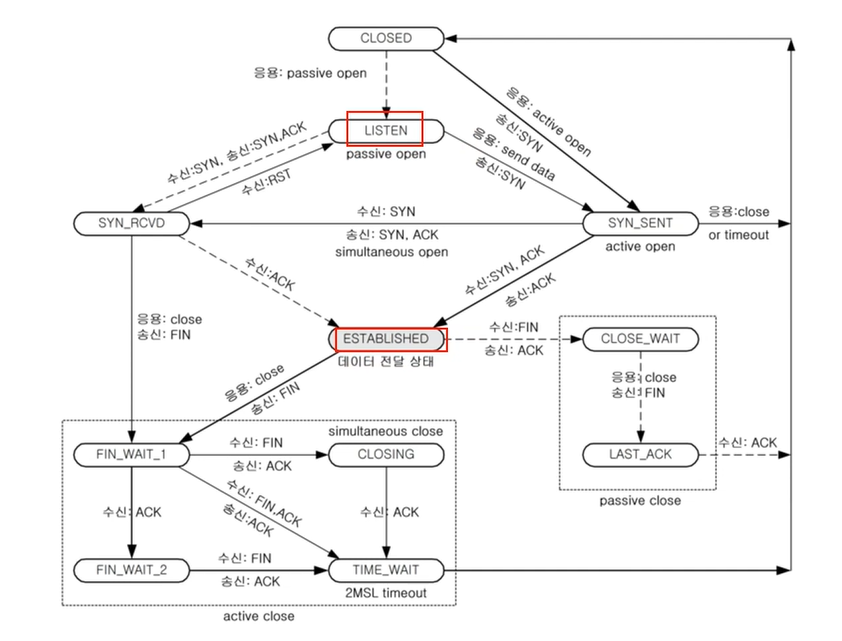 CLOSED
응용: passive open
응용: active open
송신:SYN
LISTEN
passive open
수신:SYN, 송신:SYN,ACK
수신:RST
응용: send data
송신:SYN
SYN_RCVD
수신: SYN
송신: SYN, ACK
simultaneous open
SYN_SENT
active open
응용:close
or timeout
수신:ACK
수신:SYN, ACK
송신:ACK
응용: close
송신: FIN
ESTABLISHED
데이터 전달 상태
수신:FIN
송신: ACK
CLOSE_WAIT
응용: close
송신: FIN
응용: close
송신: FIN
simultaneous close
FIN_WAIT_1
수신: FIN
송신: ACK
CLOSING
LAST_ACK
수신: ACK
passive close
수신: ACK
수신: FIN,ACK
송신:ACK
수신: ACK
FIN_WAIT_2
수신: FIN
송신: ACK
TIME_WAIT
2MSL timeout
active close